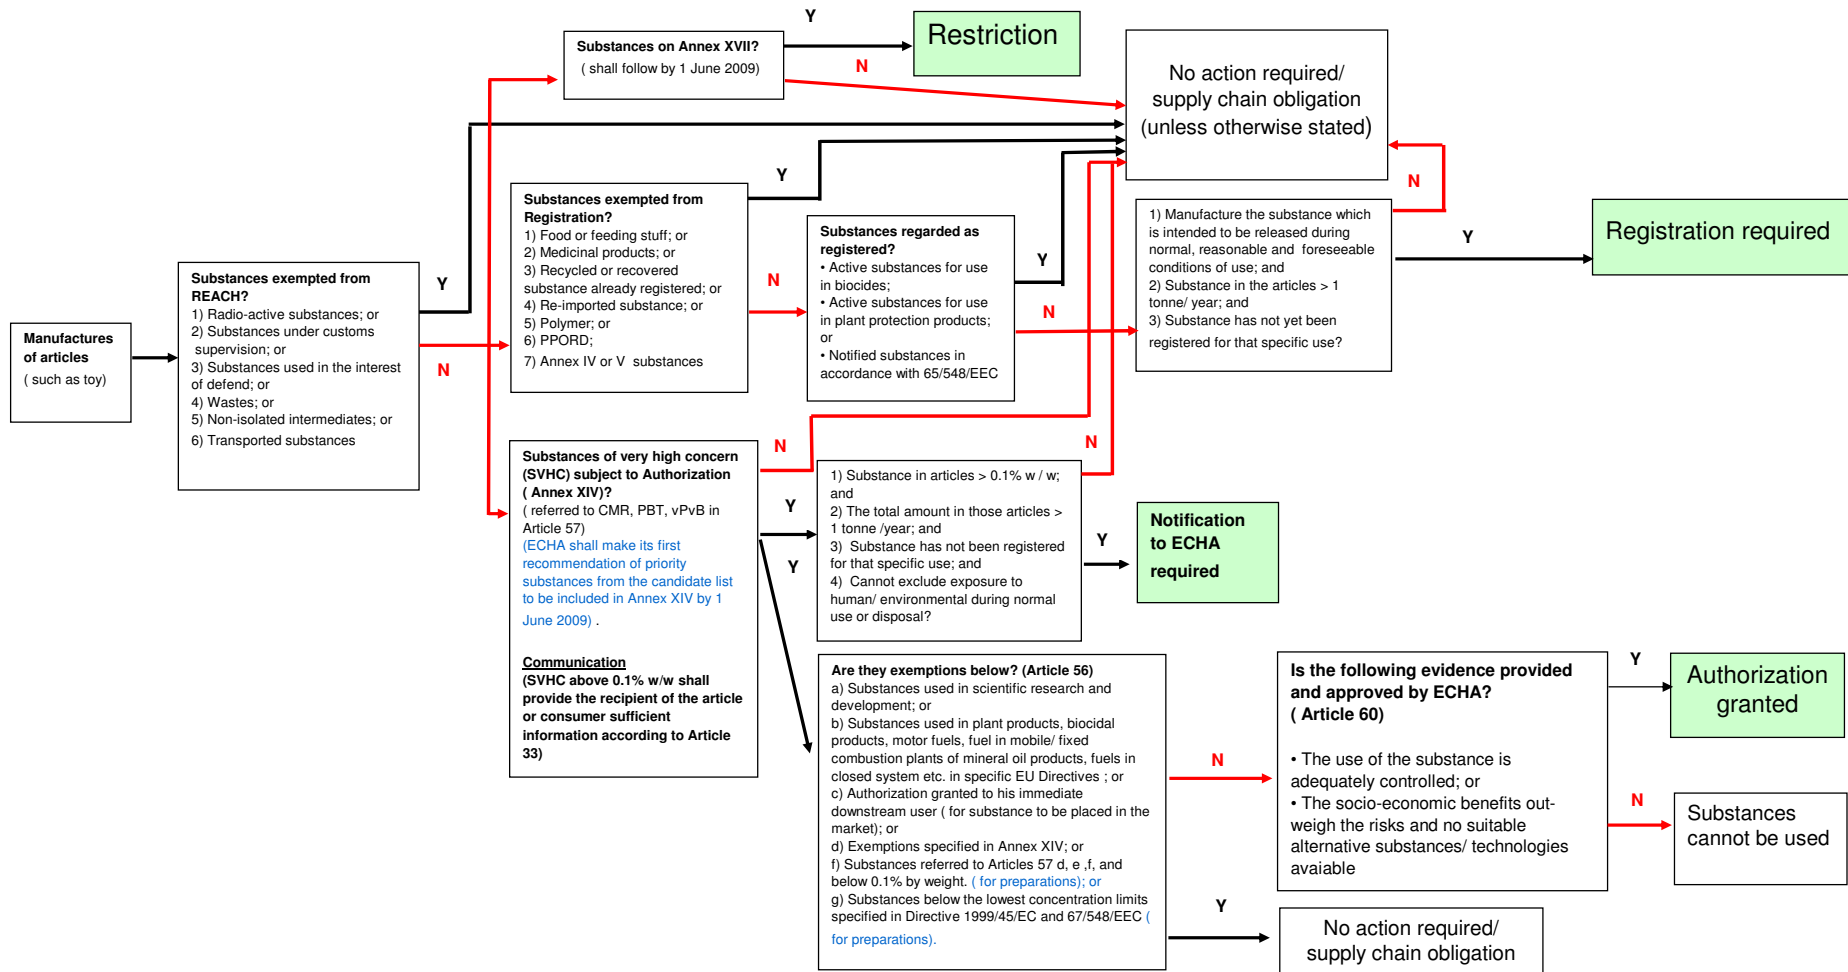 Manufactures
of articles
( such as toy)
Substances exempted from
REACH?
1) Radio-active substances; or
2) Substances under customs
supervision; or
3) Substances used in the interest
of defend; or
4) Wastes; or
5) Non-isolated intermediates; or
6) Transported substances
Y
N
Substances on Annex XVII?
( shall follow by 1 June 2009)
Y
N
Restriction
No action required/
supply chain obligation
(unless otherwise stated)
Substances exempted from
Registration?
1) Food or feeding stuff; or
2) Medicinal products; or
3) Recycled or recovered
substance already registered; or
4) Re-imported substance; or
5) Polymer; or
6) PPORD;
7) Annex IV or V substances
Y
N
Substances regarded as
registered?
• Active substances for use
in biocides;
• Active substances for use
in plant protection products;
or
• Notified substances in
accordance with 65/548/EEC
Y
N
1) Manufacture the substance which
is intended to be released during
normal, reasonable and foreseeable
conditions of use; and
2) Substance in the articles > 1
tonne/ year; and
3) Substance has not yet been
registered for that specific use?
N
Y
Registration required
Substances of very high concern
(SVHC) subject to Authorization
( Annex XIV)?
( referred to CMR, PBT, vPvB in
Article 57)
(ECHA shall make its first
recommendation of priority
substances from the candidate list
to be included in Annex XIV by 1
June 2009) .
Communication
(SVHC above 0.1% w/w shall
provide the recipient of the article
or consumer sufficient
information according to Article
33)
N
Y
Y
1) Substance in articles > 0.1% w / w;
and
2) The total amount in those articles >
1 tonne /year; and
3) Substance has not been registered
for that specific use; and
4) Cannot exclude exposure to
human/ environmental during normal
use or disposal?
N
Y
Notification
to ECHA
required
Are they exemptions below? (Article 56)
a) Substances used in scientific research and
development; or
b) Substances used in plant products, biocidal
products, motor fuels, fuel in mobile/ fixed
combustion plants of mineral oil products, fuels in
closed system etc. in specific EU Directives ; or
c) Authorization granted to his immediate
downstream user ( for substance to be placed in the
market); or
d) Exemptions specified in Annex XIV; or
f) Substances referred to Articles 57 d, e ,f, and
below 0.1% by weight. ( for preparations); or
g) Substances below the lowest concentration limits
specified in Directive 1999/45/EC and 67/548/EEC (
for preparations).
N
Y
Is the following evidence provided
and approved by ECHA?
( Article 60)
• The use of the substance is
adequately controlled; or
• The socio-economic benefits out-
weigh the risks and no suitable
alternative substances/ technologies
avaiable
Y
N
Authorization
granted
Substances
cannot be used
No action required/
supply chain obligation